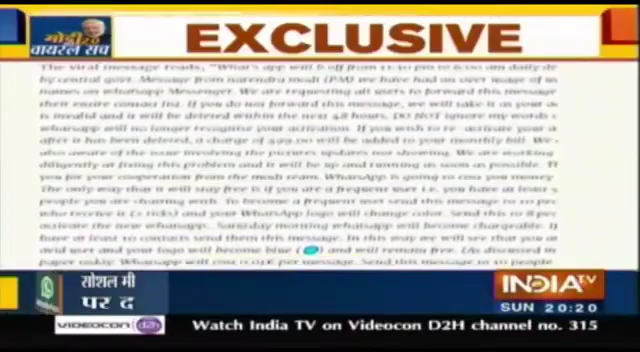 मोदी 2.0
वायरल सच
EXCLUSIVE
The viral message reads, "What's app will b off from 11.30 pm to 6:00 am daily de
by central govt. Message from narendra modi (PM) we have had an over usage of us
names on whatsapp Messenger. We are requesting all users to forward this message
their entire contact list. If you do not forward this message, we will take it as your
is invalid and it will be deleted within the next 48 hours. DO NOT ignore my words
whatsapp will no longer recognise your activation. If you wish to re - activate your
after it has been deleted, a charge of 499.00 will be added to your monthly bill. We
also aware of the issue involving the pictures updates not showing. We are working
diligently at fixing this problem and it will be up and running as soon as possible.
you for your cooperation from the modi team. WhatsApp is going to cost you money
The only way that it will stay free is if you are a frequent user i.e. you have at least
people you are chatting with. To become a frequent user send this message to 10
who receive it (2 ticks) and your WhatsApp logo will change color. Send this to 8
activate the new whatsapp. Saturday morning whatsapp will become chargeable.
have at least 10 contacts send them this message. In this way we will see that you
avid user and your logo will become blue ( ) and will remain free. (As discussed in
paper today. Whatsapp will cost 0.01€ per message. Send this message to 10 people
सोशल मी
पर द
INDIA TV
SUN 20:20
VIDEOCON d2h
Watch India TV on Videocon D2H channel no. 315